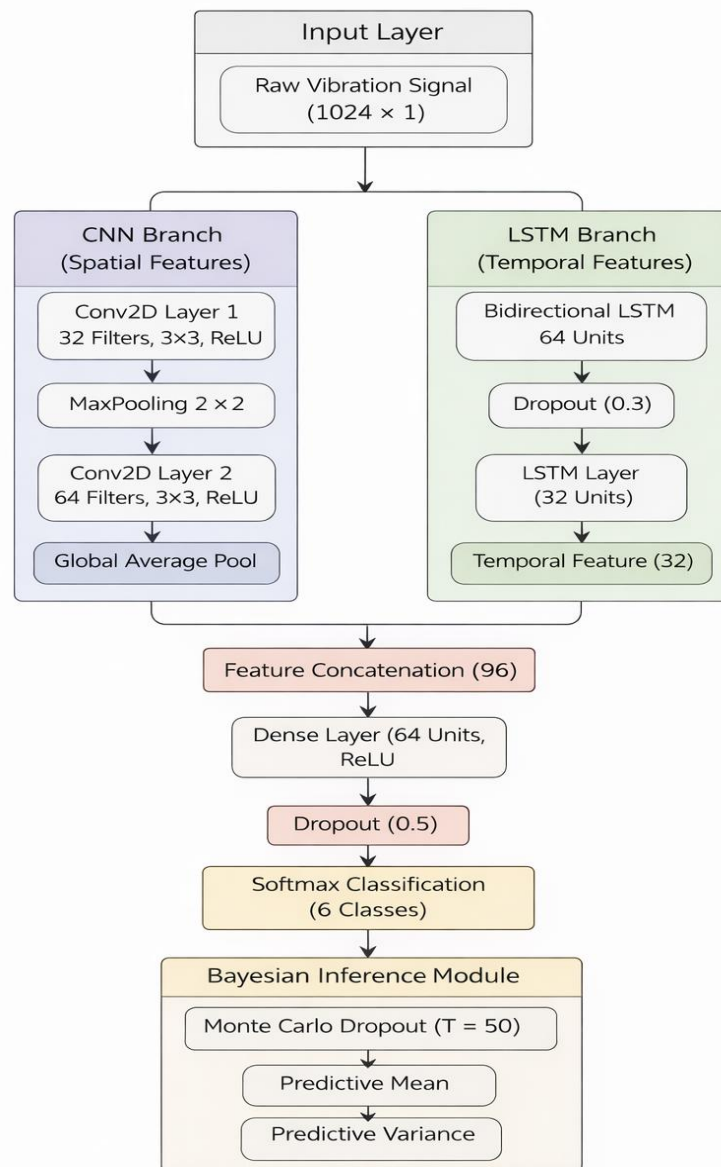 Input Layer
Raw Vibration Signal
(1024 × 1)
CNN Branch
(Spatial Features)
Conv2D Layer 1
32 Filters, 3×3, ReLU
MaxPooling 2 × 2
Conv2D Layer 2
64 Filters, 3×3, ReLU
Global Average Pool
LSTM Branch
(Temporal Features)
Bidirectional LSTM
64 Units
Dropout (0.3)
LSTM Layer
(32 Units)
Temporal Feature (32)
Feature Concatenation (96)
Dense Layer (64 Units,
ReLU
Dropout (0.5)
Softmax Classification
(6 Classes)
Bayesian Inference Module
Monte Carlo Dropout (T = 50)
Predictive Mean
Predictive Variance